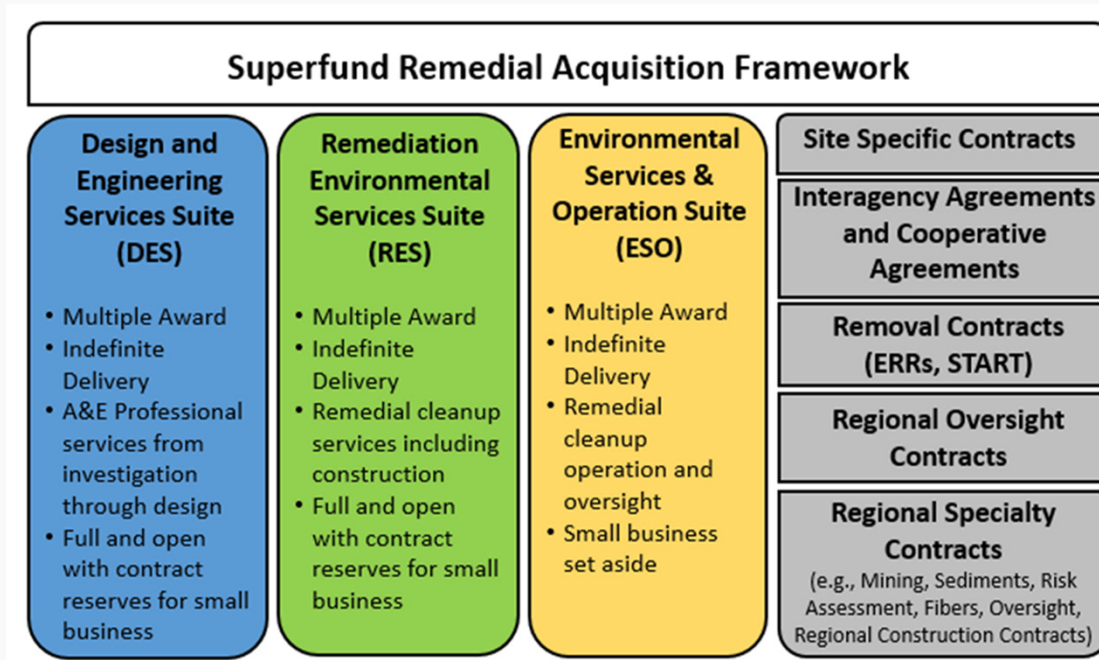 Superfund Remedial Acquisition Framework
Design and
Engineering
Services Suite
(DES)
• Multiple Award
• Indefinite
Delivery
• A&E Professional
services from
investigation
through design
• Full and open
with contract
reserves for small
business
Remediation
Environmental
Services Suite
(RES)
• Multiple Award
• Indefinite
Delivery
• Remedial cleanup
services including
construction
• Full and open
with contract
reserves for small
business
Environmental
Services &
Operation Suite
(ESO)
• Multiple Award
• Indefinite
Delivery
• Remedial
cleanup
operation and
oversight
• Small business
set aside
Site Specific Contracts
Interagency Agreements
and Cooperative
Agreements
Removal Contracts
(ERRs, START)
Regional Oversight
Contracts
Regional Specialty
Contracts
(e.g., Mining, Sediments, Risk
Assessment, Fibers, Oversight,
Regional Construction Contracts)